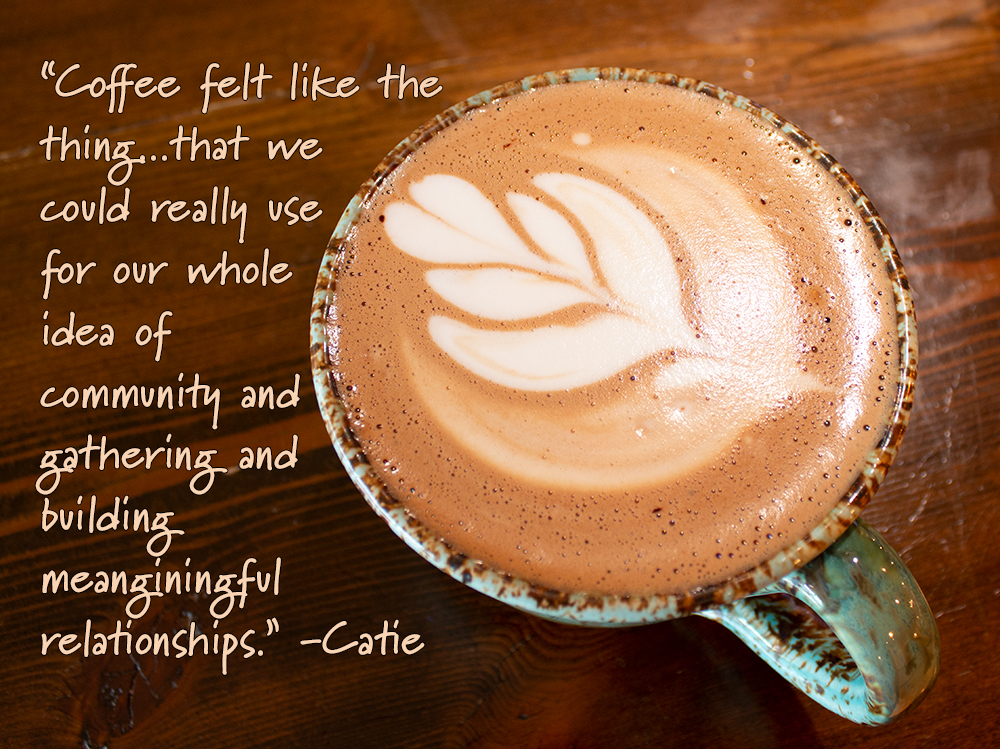 “Coffee felt like the
thing...that we
could really use
for our whole
idea of
community and
gathering and
building
meanginingful
relationships.” -Catie